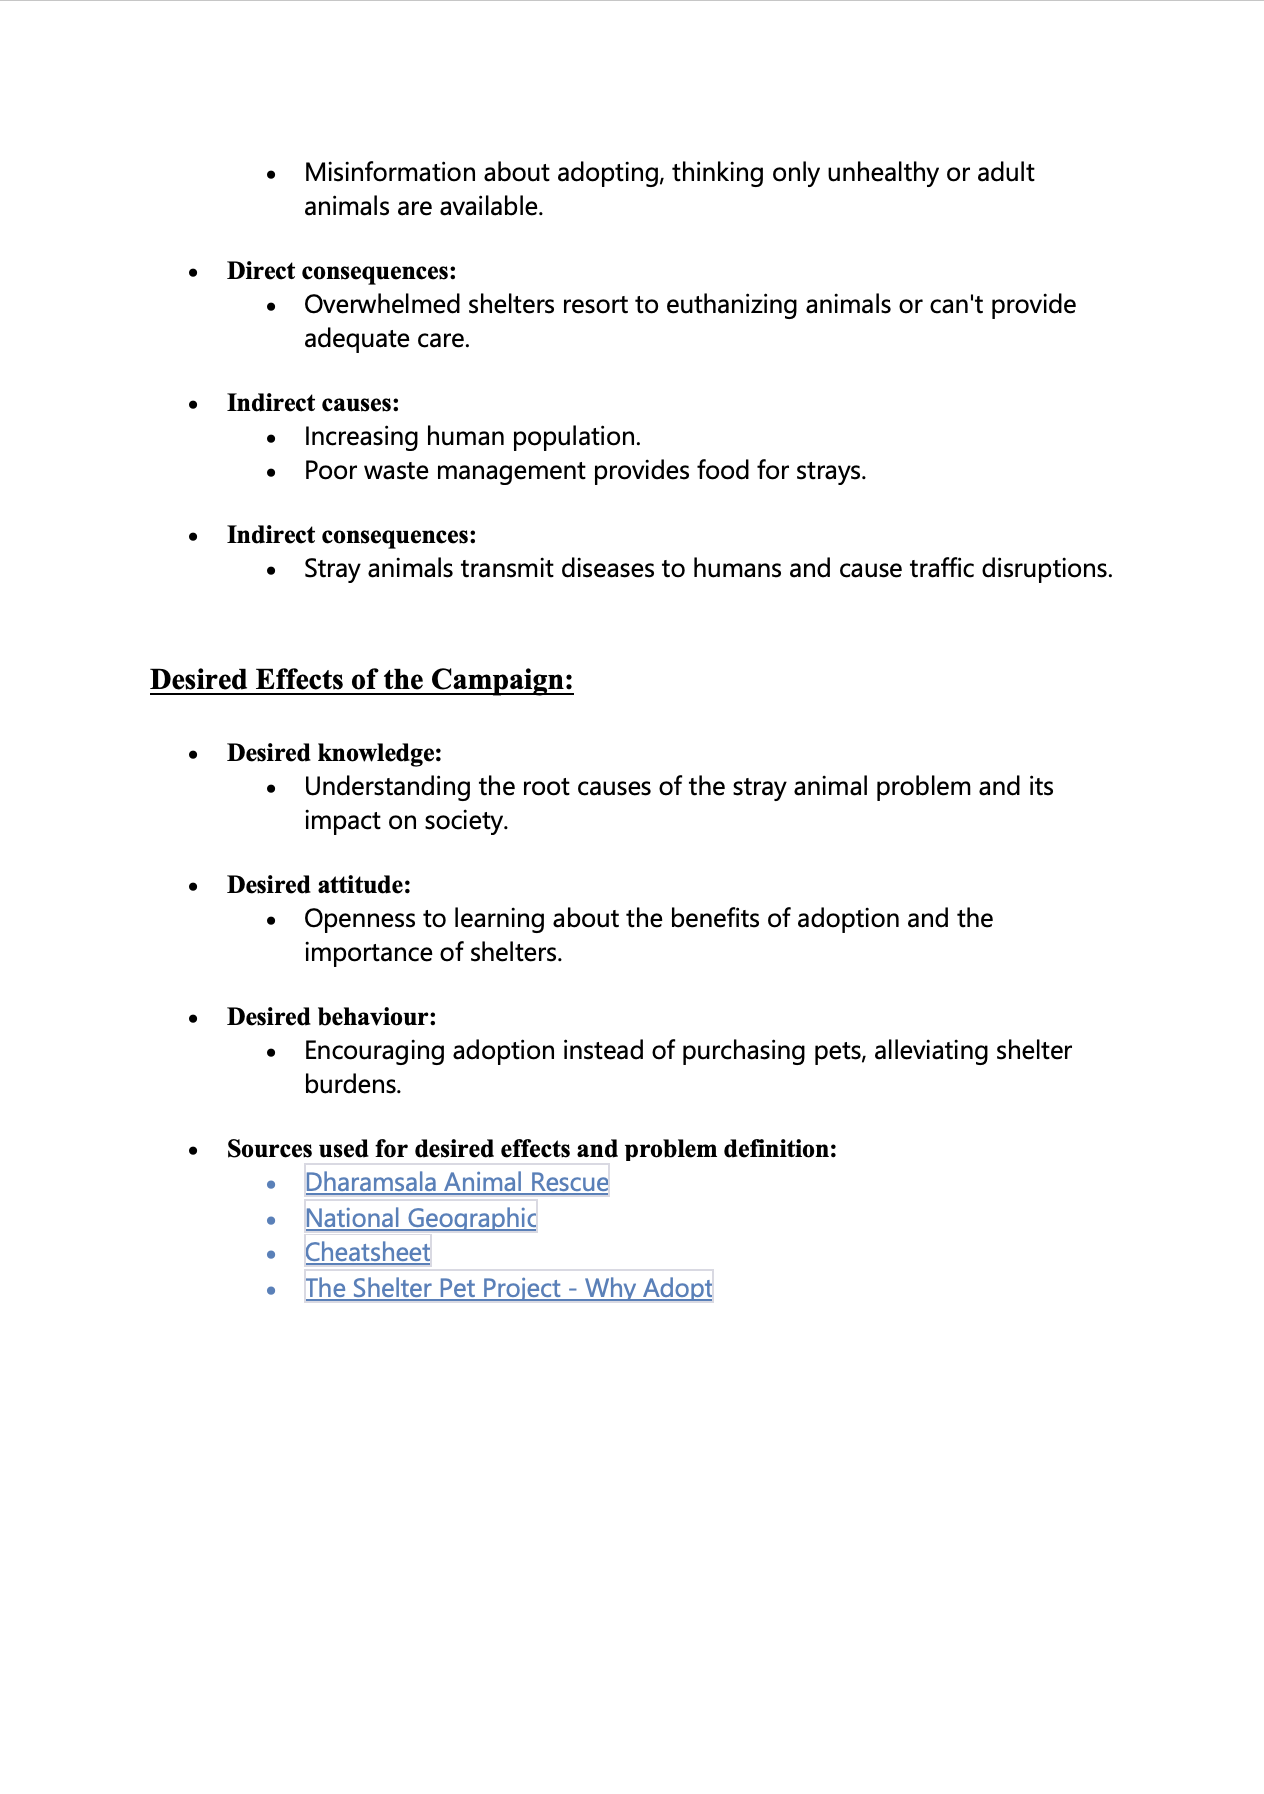 • Misinformation about adopting, thinking only unhealthy or adult
animals are available.
• Direct consequences:
• Overwhelmed shelters resort to euthanizing animals or can't provide
adequate care.
• Indirect causes:
• Increasing human population.
• Poor waste management provides food for strays.
• Indirect consequences:
• Stray animals transmit diseases to humans and cause traffic disruptions.
Desired Effects of the Campaign:
• Desired knowledge:
• Understanding the root causes of the stray animal problem and its
impact on society.
• Desired attitude:
• Openness to learning about the benefits of adoption and the
importance of shelters.
• Desired behaviour:
• Encouraging adoption instead of purchasing pets, alleviating shelter
burdens.
• Sources used for desired effects and problem definition:
• Dharamsala Animal Rescue
• National Geographic
• Cheatsheet
• The Shelter Pet Project - Why Adopt